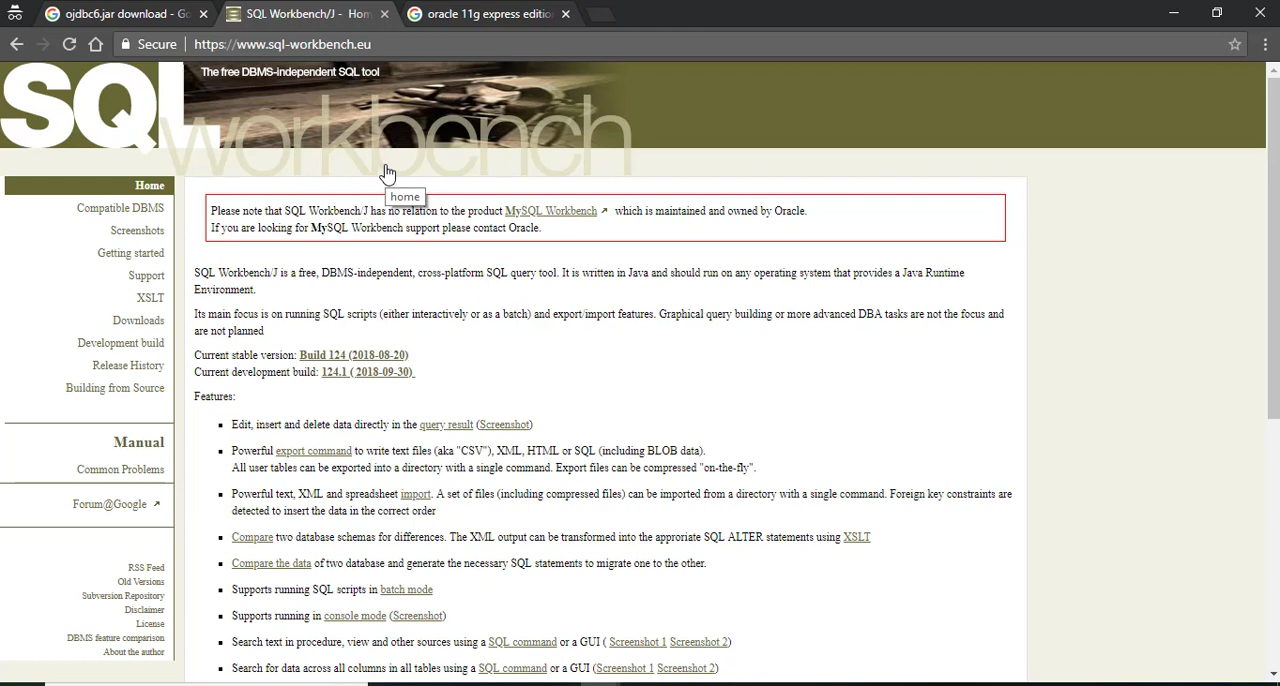 ojdbc6.jar download - Go
SQL Workbench/J - Hom
oracle 11g express editio
Secure
https://www.sql-workbench.eu
The free DBMS-independent SQL tool
SQL
workbench
home
Home
Compatible DBMS
Screenshots
Getting started
Support
XSLT
Downloads
Development build
Release History
Building from Source
Manual
Common Problems
Forum@Google
RSS Feed
Old Versions
Subversion Repository
Disclaimer
License
DBMS feature comparison
About the author
Please note that SQL Workbench/J has no relation to the product MySQL Workbench which is maintained and owned by Oracle.
If you are looking for MySQL Workbench support please contact Oracle.
SQL Workbench/J is a free, DBMS-independent, cross-platform SQL query tool. It is written in Java and should run on any operating system that provides a Java Runtime
Environment.
Its main focus is on running SQL scripts (either interactively or as a batch) and export/import features. Graphical query building or more advanced DBA tasks are not the focus and
are not planned
Current stable version: Build 124 (2018-08-20)
Current development build: 124.1 ( 2018-09-30)
Features:
Edit, insert and delete data directly in the query result (Screenshot)
Powerful export command to write text files (aka "CSV"), XML, HTML or SQL (including BLOB data).
All user tables can be exported into a directory with a single command. Export files can be compressed "on-the-fly".
Powerful text, XML and spreadsheet import. A set of files (including compressed files) can be imported from a directory with a single command. Foreign key constraints are
detected to insert the data in the correct order
Compare two database schemas for differences. The XML output can be transformed into the approriate SQL ALTER statements using XSLT
Compare the data of two database and generate the necessary SQL statements to migrate one to the other.
Supports running SQL scripts in batch mode
Supports running in console mode (Screenshot)
Search text in procedure, view and other sources using a SQL command or a GUI ( Screenshot 1 Screenshot 2)
Search for data across all columns in all tables using a SQL command or a GUI (Screenshot 1 Screenshot 2)